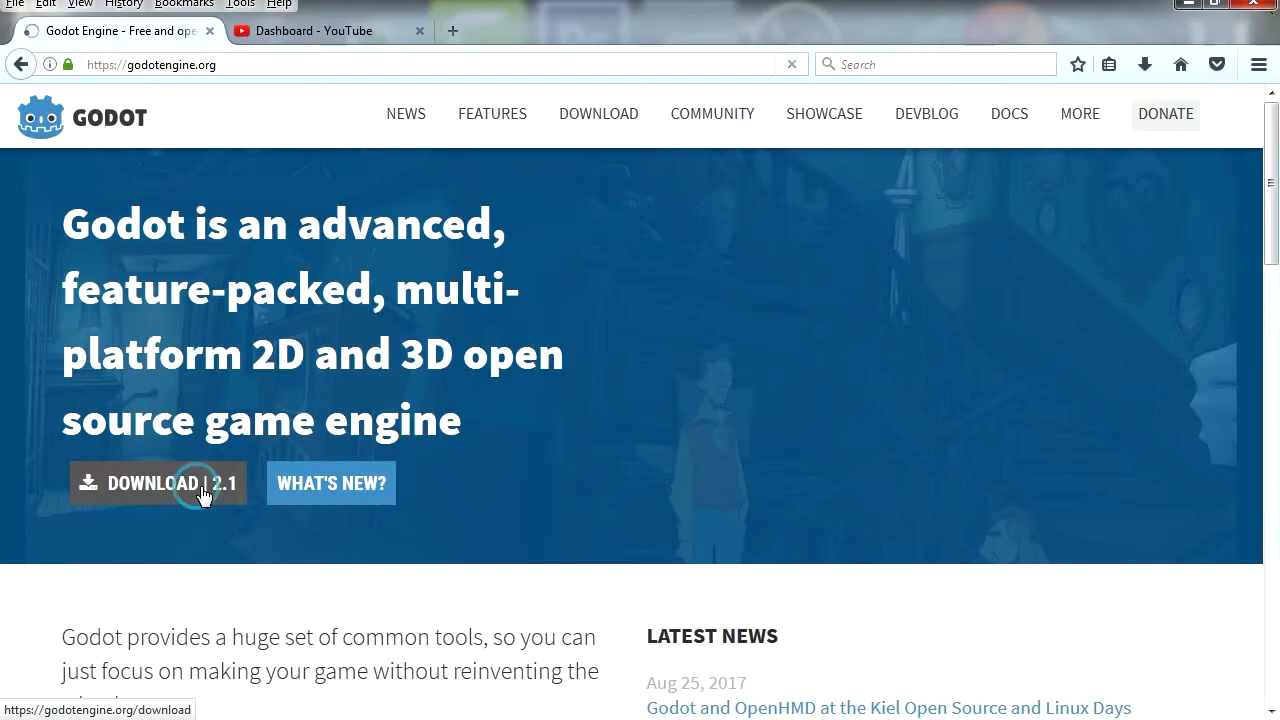 File Edit View History Bookmarks Tools Help
Godot Engine - Free and ope Dashboard - YouTube
https://godotengine.org Search
GODOT NEWS FEATURES DOWNLOAD COMMUNITY SHOWCASE DEVBLOG DOCS MORE DONATE
Godot is an advanced,
feature-packed, multi-
platform 2D and 3D open
source game engine
DOWNLOAD | 2.1 WHAT'S NEW?
Godot provides a huge set of common tools, so you can
just focus on making your game without reinventing the
LATEST NEWS
Aug 25, 2017
Godot and OpenHMD at the Kiel Open Source and Linux Days
https://godotengine.org/download